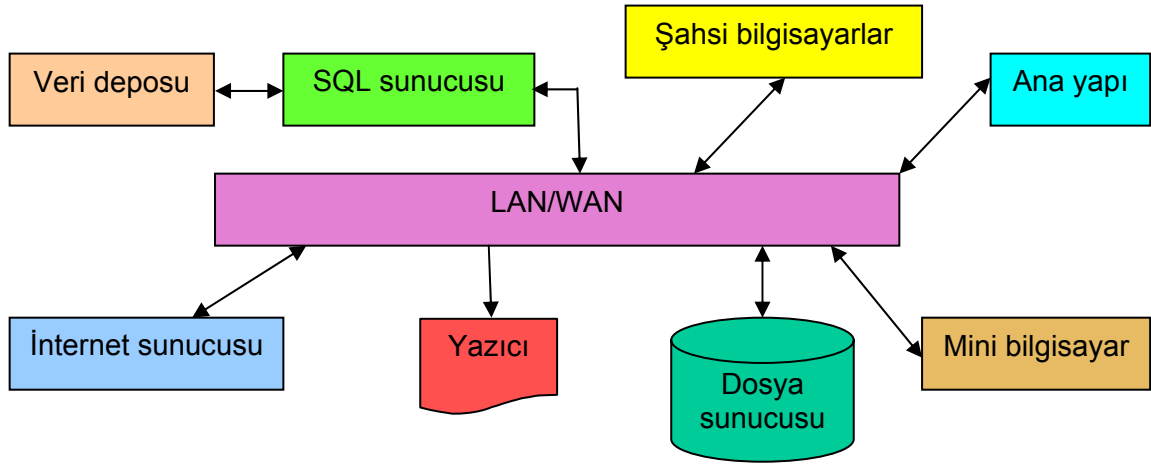 Şahsi bilgisayarlar
Veri deposu
SQL sunucusu
Ana yapı
LAN/WAN
İnternet sunucusu
Yazıcı
Dosya
sunucusu
Mini bilgisayar